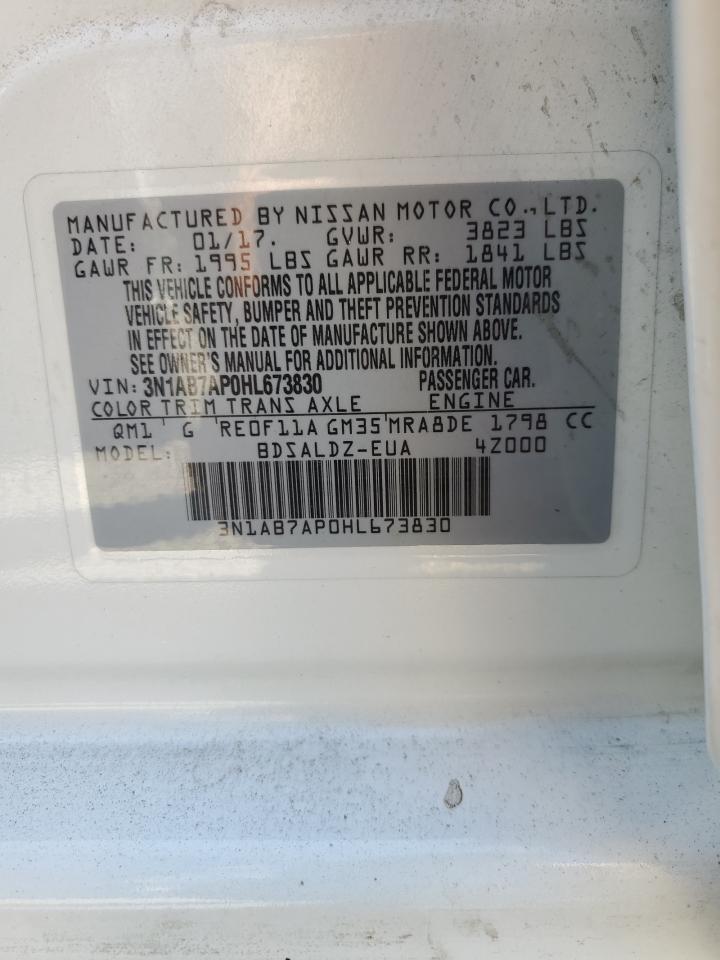 MANUFACTURED BY NISSAN MOTOR CO.,LTD.
DATE: 01/17. GVWR: 3823 LBS
GAWR FR: 1995 LBS GAWR RR: 1841 LBS
THIS VEHICLE CONFORMS TO ALL APPLICABLE FEDERAL MOTOR
VEHICLE SAFETY, BUMPER AND THEFT PREVENTION STANDARDS
IN EFFECT ON THE DATE OF MANUFACTURE SHOWN ABOVE.
SEE OWNER'S MANUAL FOR ADDITIONAL INFORMATION.
VIN: 3N1AB7AP0HL673830 PASSENGER CAR.
COLOR TRIM TRANS AXLE ENGINE
QM1 G RE0F11A GM35 MRA8DE 1798 CC
MODEL: BDSALDZ-EUA 4Z000
3N1AB7AP0HL673830